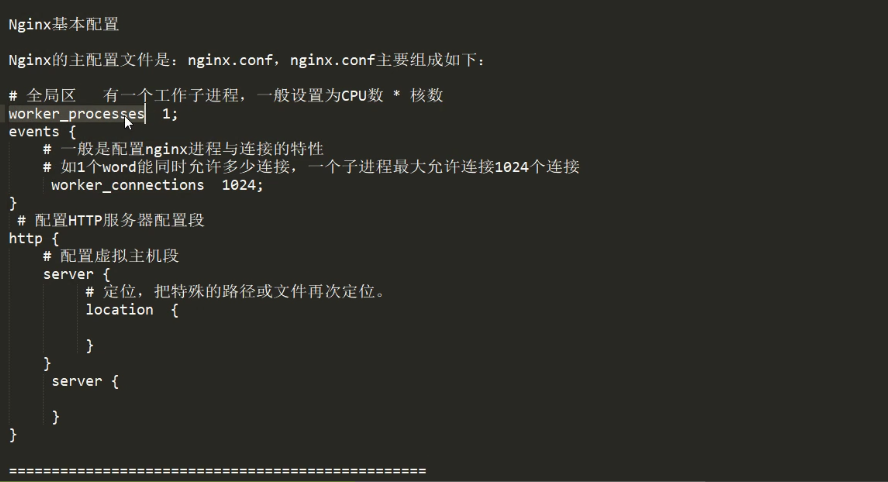 Nginx基本配置
Nginx的主配置文件是：nginx.conf，nginx.conf主要组成如下：
# 全局区   有一个工作子进程，一般设置为CPU数 * 核数
worker_processes  1;
events {
    # 一般是配置nginx进程与连接的特性
    # 如1个word能同时允许多少连接，一个子进程最大允许连接1024个连接
     worker_connections  1024;
}
 # 配置HTTP服务器配置段
http {
    # 配置虚拟主机段
    server {
         # 定位，把特殊的路径或文件再次定位。
         location  {
         }
    }
     server {
     }
}
=================================================